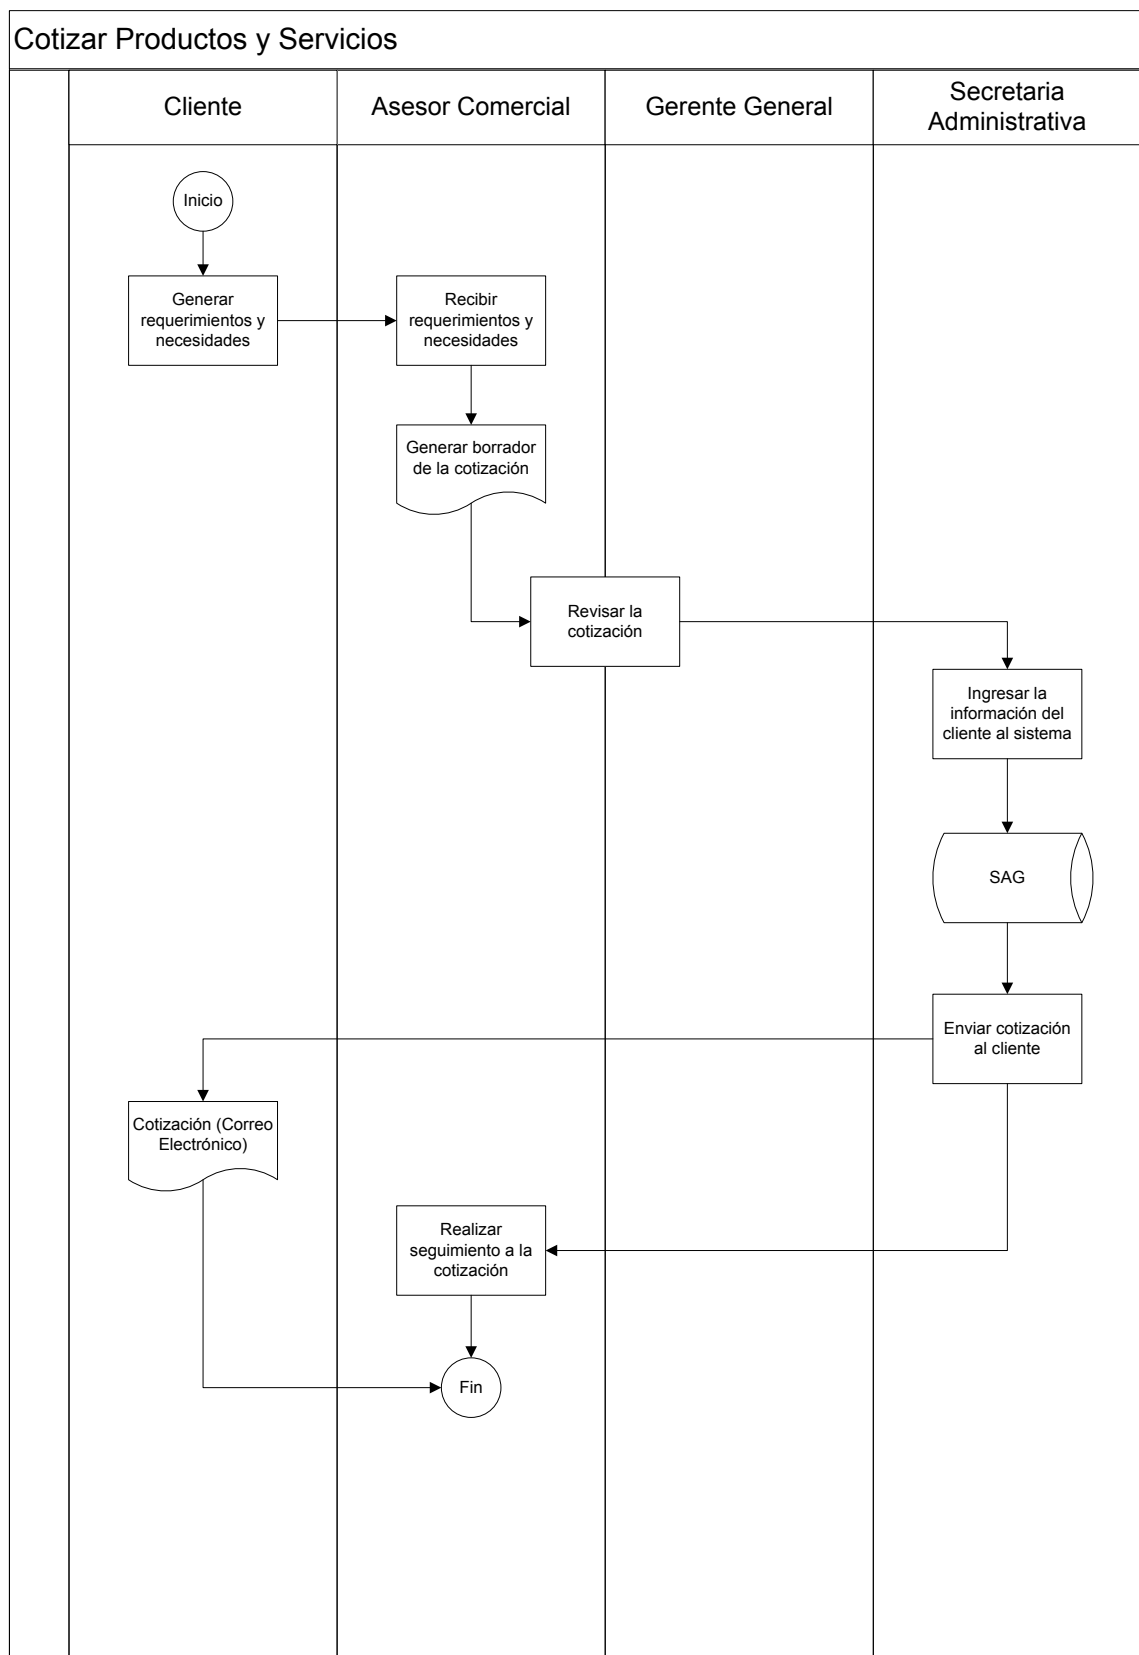 Cotizar Productos y Servicios
Cliente
Asesor Comercial
Gerente General
Secretaria
Administrativa
Inicio
Generar
requerimientos y
necesidades
Recibir
requerimientos y
necesidades
Generar borrador
de la cotización
Revisar la
cotización
Ingresar la
información del
cliente al sistema
SAG
Enviar cotización
al cliente
Cotización (Correo
Electrónico)
Realizar
seguimiento a la
cotización
Fin